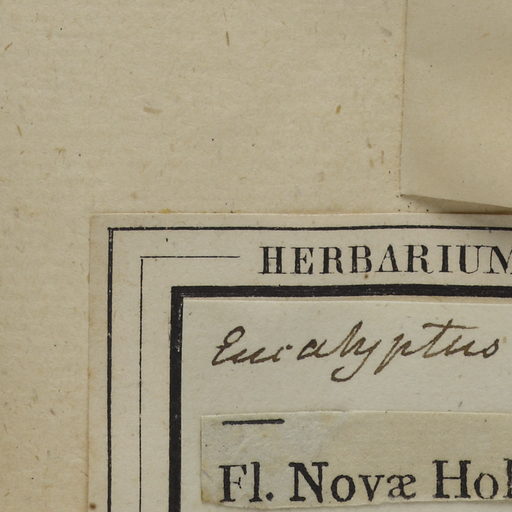 HERBARIUM
Eucalyptus
Fl. Novæ Hol